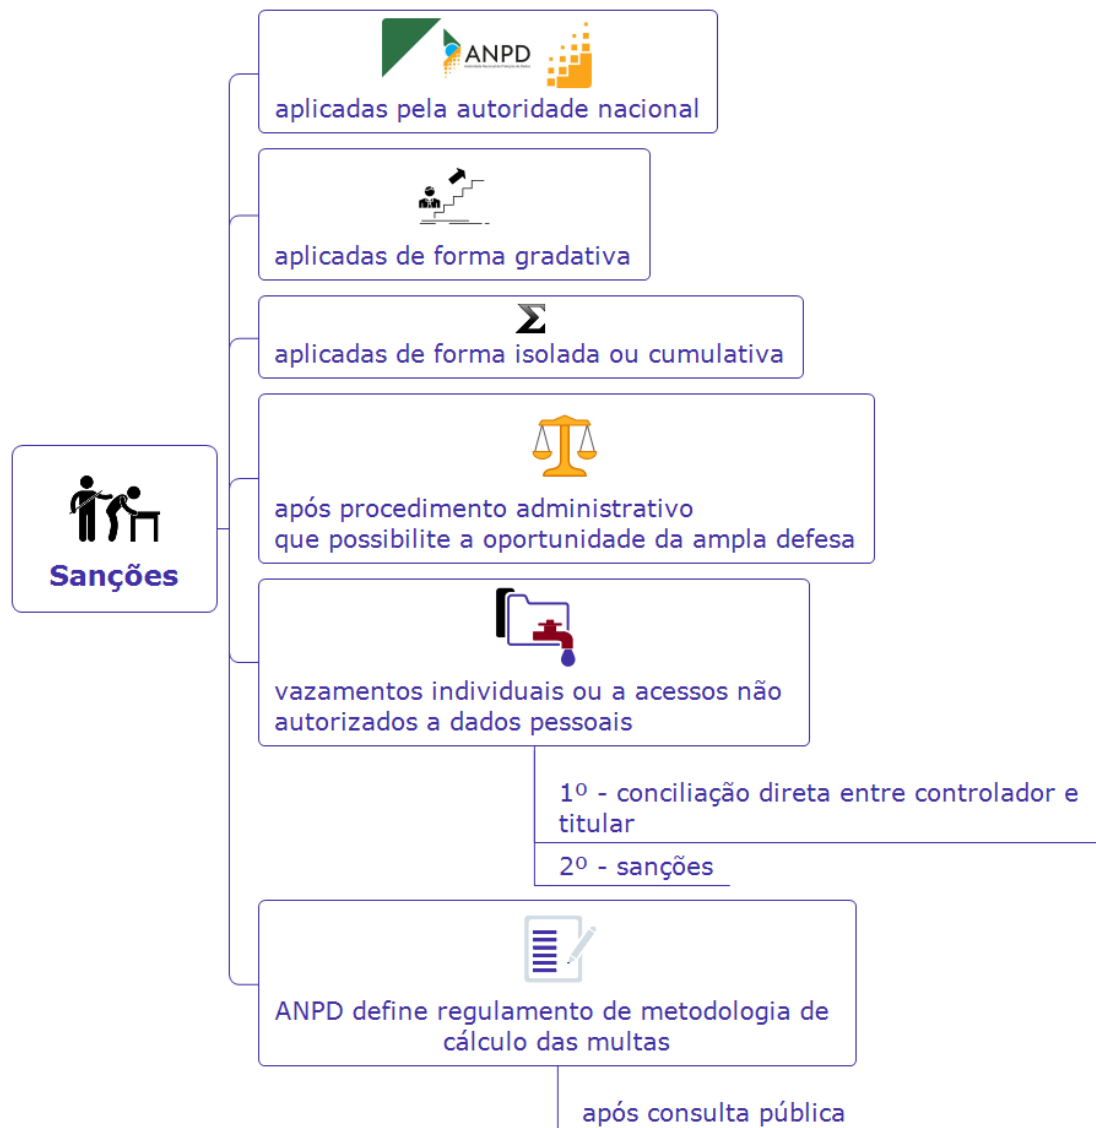 ANPD
aplicadas pela autoridade nacional
aplicadas de forma gradativa
Σ
aplicadas de forma isolada ou cumulativa
após procedimento administrativo
que possibilite a oportunidade da ampla defesa
Sanções
vazamentos individuais ou a acessos não
autorizados a dados pessoais
1º - conciliação direta entre controlador e
titular
2º - sanções
ANPD define regulamento de metodologia de
cálculo das multas
após consulta pública